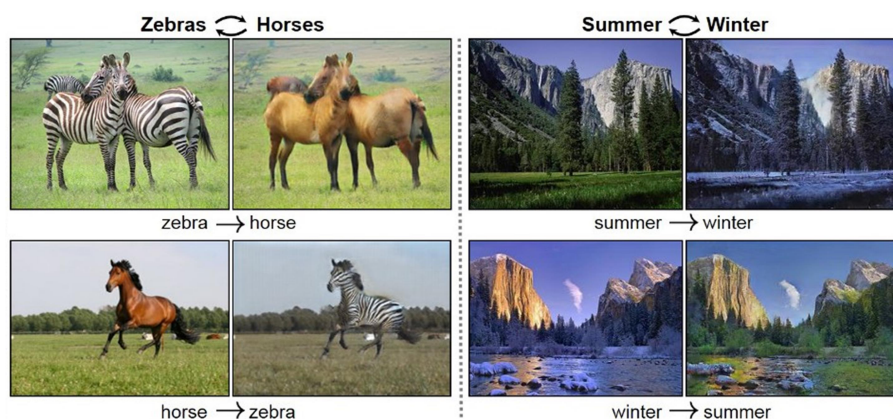 Zebras Horses
zebra → horse
horse → zebra
Summer Winter
summer → winter
winter → summer